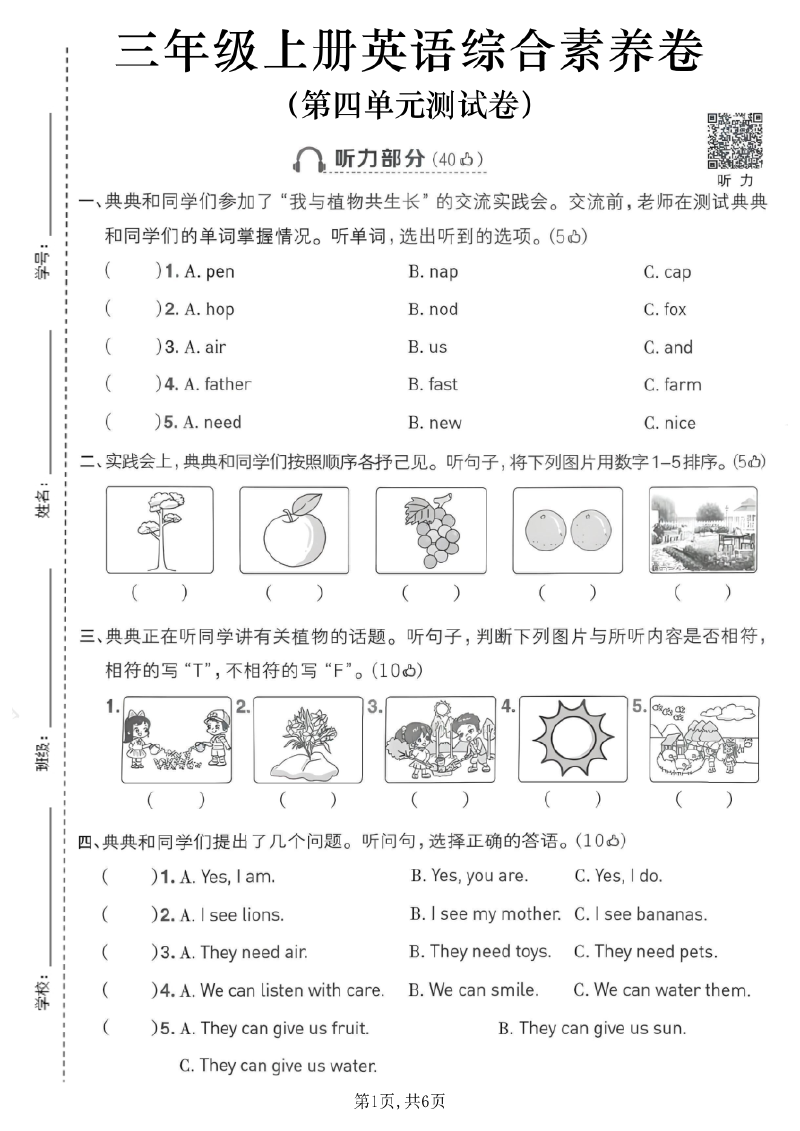 三年级上册英语综合素养卷
（第四单元测试卷）
听力部分（40）
听 力
一、典典和同学们参加了“我与植物共生长”的交流实践会。交流前，老师在测试典典
和同学们的单词掌握情况。听单词，选出听到的选项。（5）
(  )1. A. pen B. nap C. cap
(  )2. A. hop B. nod C. fox
(  )3. A. air B. us C. and
(  )4. A. father B. fast C. farm
(  )5. A. need B. new C. nice
二、实践会上，典典和同学们按照顺序各抒己见。听句子，将下列图片用数字1-5排序。（5）
(  ) (  ) (  ) (  ) (  )
三、典典正在听同学讲有关植物的话题。听句子，判断下列图片与所听内容是否相符，
相符的写“T”，不相符的写“F”。（10）
1. 2. 3. 4. 5.
(  ) (  ) (  ) (  ) (  )
四、典典和同学们提出了几个问题。听问句，选择正确的答语。（10）
(  )1. A. Yes, I am. B. Yes, you are. C. Yes, I do.
(  )2. A. I see lions. B. I see my mother. C. I see bananas.
(  )3. A. They need air. B. They need toys. C. They need pets.
(  )4. A. We can listen with care. B. We can smile. C. We can water them.
(  )5. A. They can give us fruit. B. They can give us sun.
C. They can give us water.
第1页，共6页
学号：
姓名：
班级：
学校：